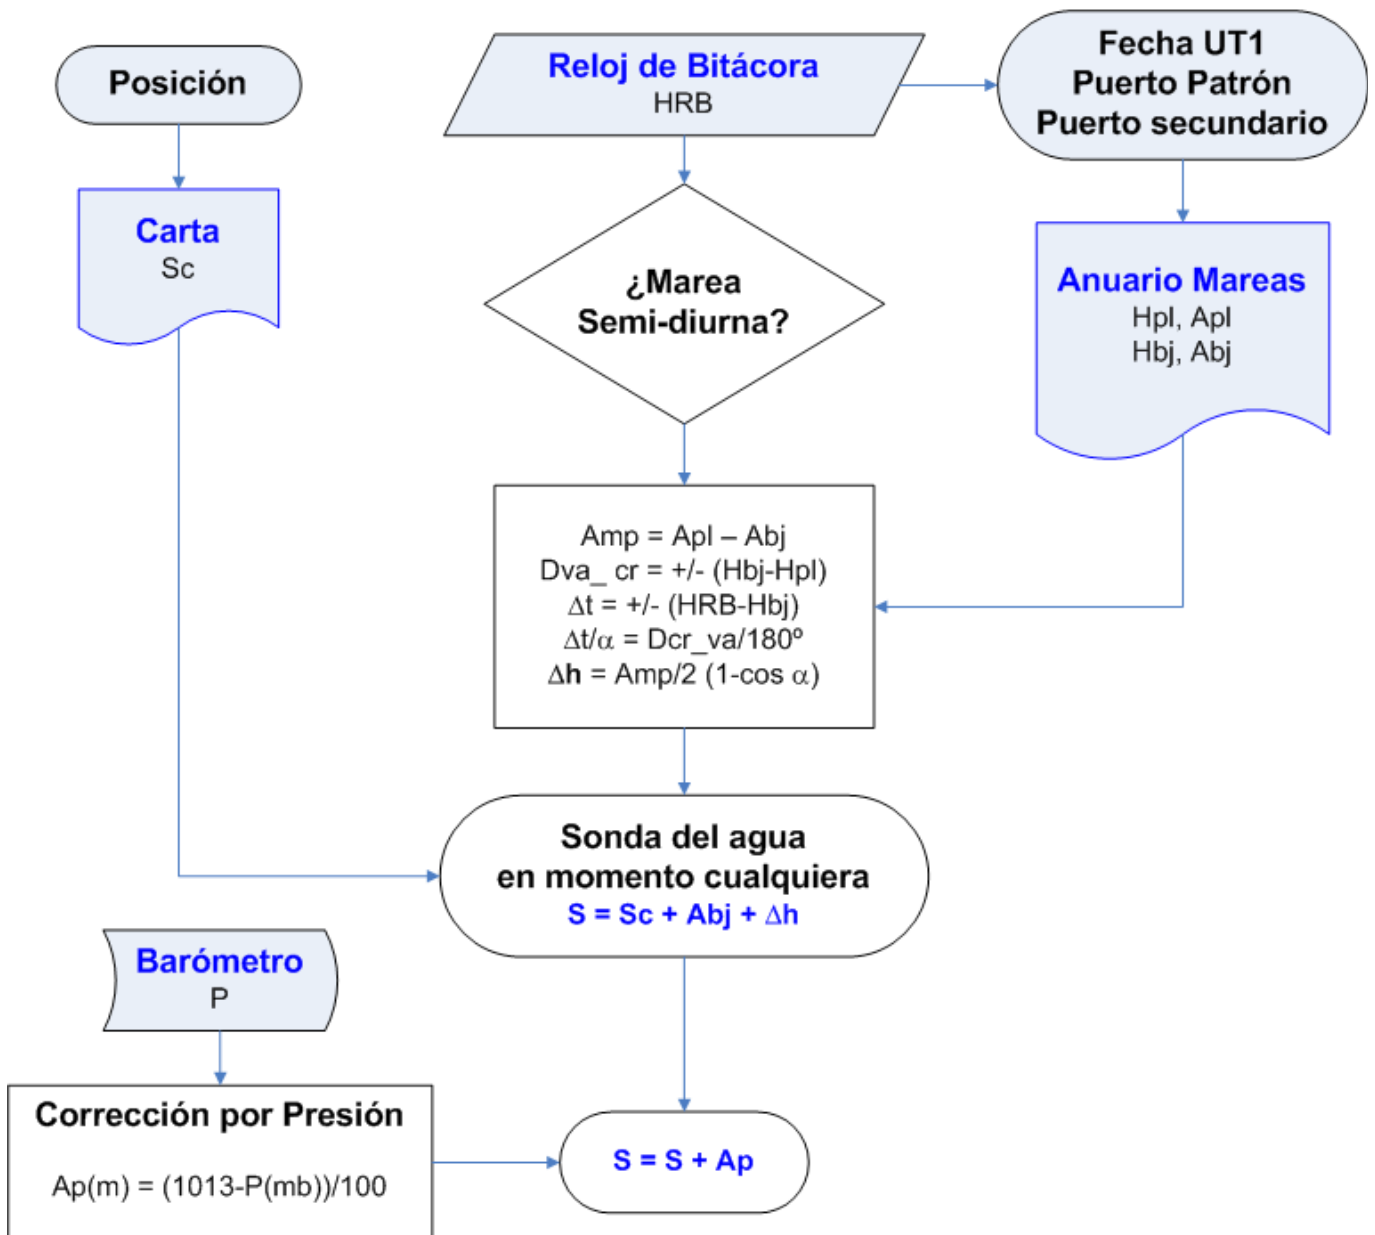 Posición
Carta
Sc
Reloj de Bitácora
HRB
Fecha UT1
Puerto Patrón
Puerto secundario
¿Marea
Semi-diurna?
Anuario Mareas
Hpl, Apl
Hbj, Abj
Amp = Apl – Abj
Dva_ cr = +/- (Hbj-Hpl)
Δt = +/- (HRB-Hbj)
Δt/α = Dcr_va/180º
Δh = Amp/2 (1-cos α)
Sonda del agua
en momento cualquiera
S = Sc + Abj + Δh
Barómetro
P
Corrección por Presión
Ap(m) = (1013-P(mb))/100
S = S + Ap